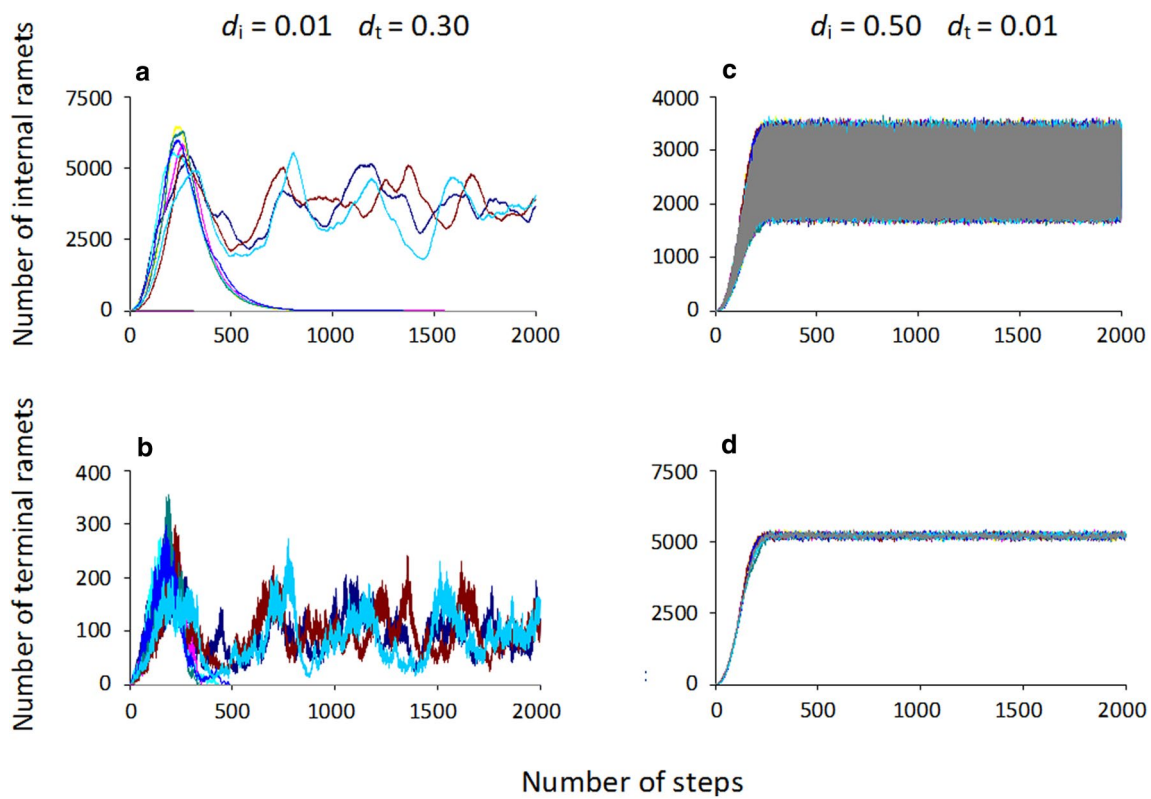 di = 0.01 dt = 0.30
di = 0.50 dt = 0.01
Number of internal ramets
a
7500
5000
2500
0
0 500 1000 1500 2000
c
4000
3000
2000
1000
0
0 500 1000 1500 2000
Number of terminal ramets
b
400
300
200
100
0
0 500 1000 1500 2000
d
7500
5000
2500
0
0 500 1000 1500 2000
Number of steps